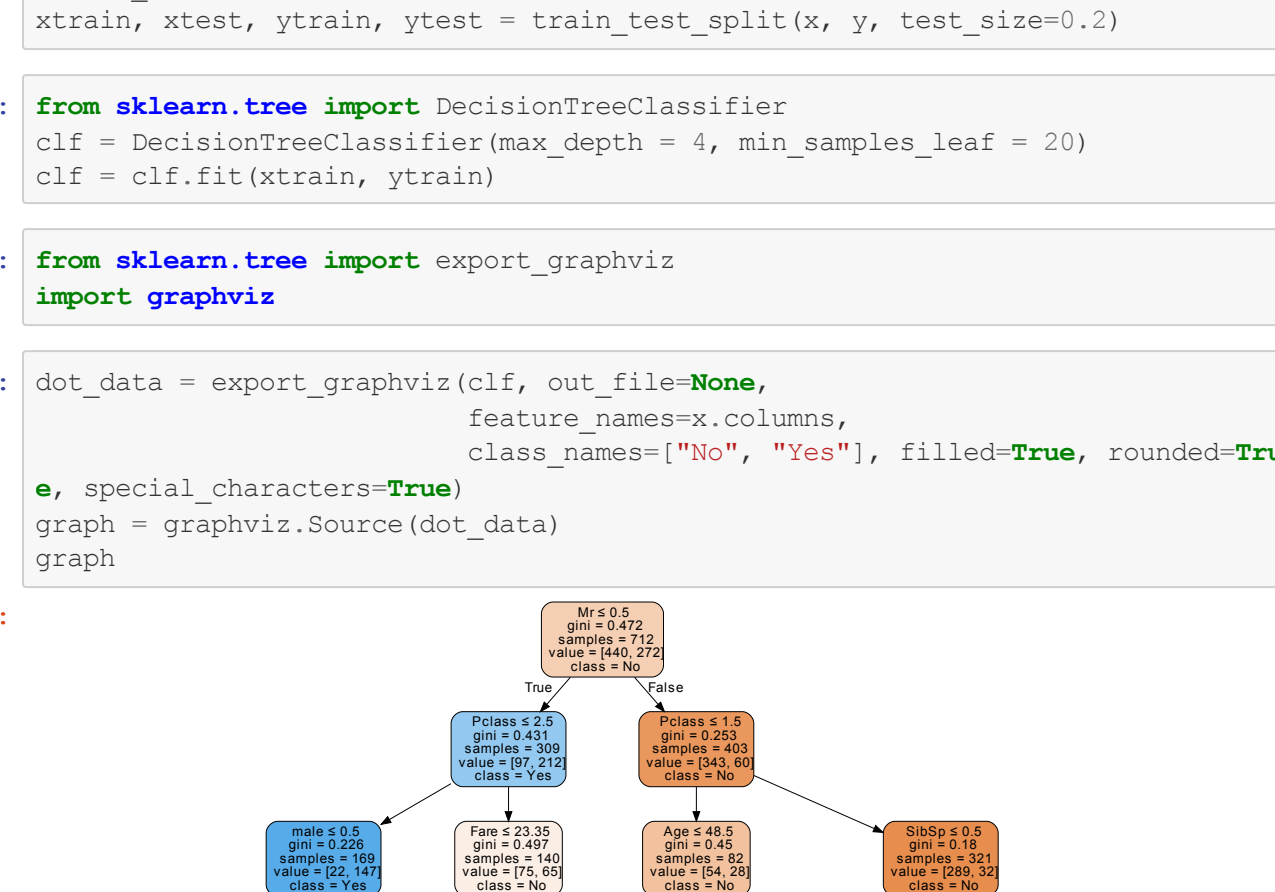 xtrain, xtest, ytrain, ytest = train_test_split(x, y, test_size=0.2)
: from sklearn.tree import DecisionTreeClassifier
clf = DecisionTreeClassifier(max_depth = 4, min_samples_leaf = 20)
clf = clf.fit(xtrain, ytrain)
: from sklearn.tree import export_graphviz
import graphviz
: dot_data = export_graphviz(clf, out_file=None,
feature_names=x.columns,
class_names=["No", "Yes"], filled=True, rounded=Tru
e, special_characters=True)
graph = graphviz.Source(dot_data)
graph
:
Mr ≤ 0.5
gini = 0.472
samples = 712
value = [440, 272]
class = No
True
False
Pclass ≤ 2.5
gini = 0.431
samples = 309
value = [97, 212]
class = Yes
Pclass ≤ 1.5
gini = 0.253
samples = 403
value = [343, 60]
class = No
male ≤ 0.5
gini = 0.226
samples = 169
value = [22, 147]
class = Yes
Fare ≤ 23.35
gini = 0.497
samples = 140
value = [75, 65]
class = No
Age ≤ 48.5
gini = 0.45
samples = 82
value = [54, 28]
class = No
SibSp ≤ 0.5
gini = 0.18
samples = 321
value = [289, 32]
class = No